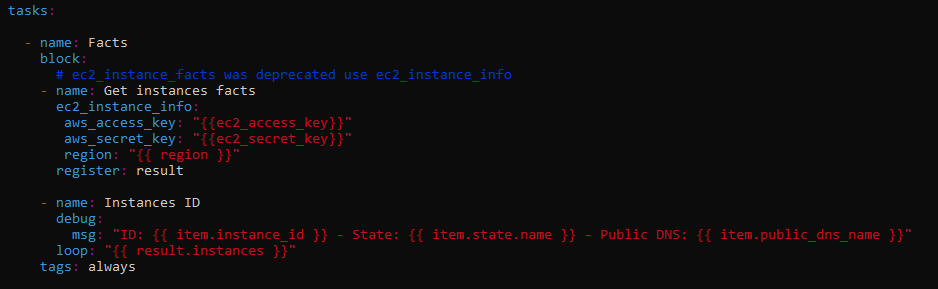 tasks:
  - name: Facts
    block:
      # ec2_instance_facts was deprecated use ec2_instance_info
    - name: Get instances facts
      ec2_instance_info:
       aws_access_key: "{{ec2_access_key}}"
       aws_secret_key: "{{ec2_secret_key}}"
       region: "{{ region }}"
      register: result
    - name: Instances ID
      debug:
        msg: "ID: {{ item.instance_id }} - State: {{ item.state.name }} - Public DNS: {{ item.public_dns_name }}"
      loop: "{{ result.instances }}"
    tags: always